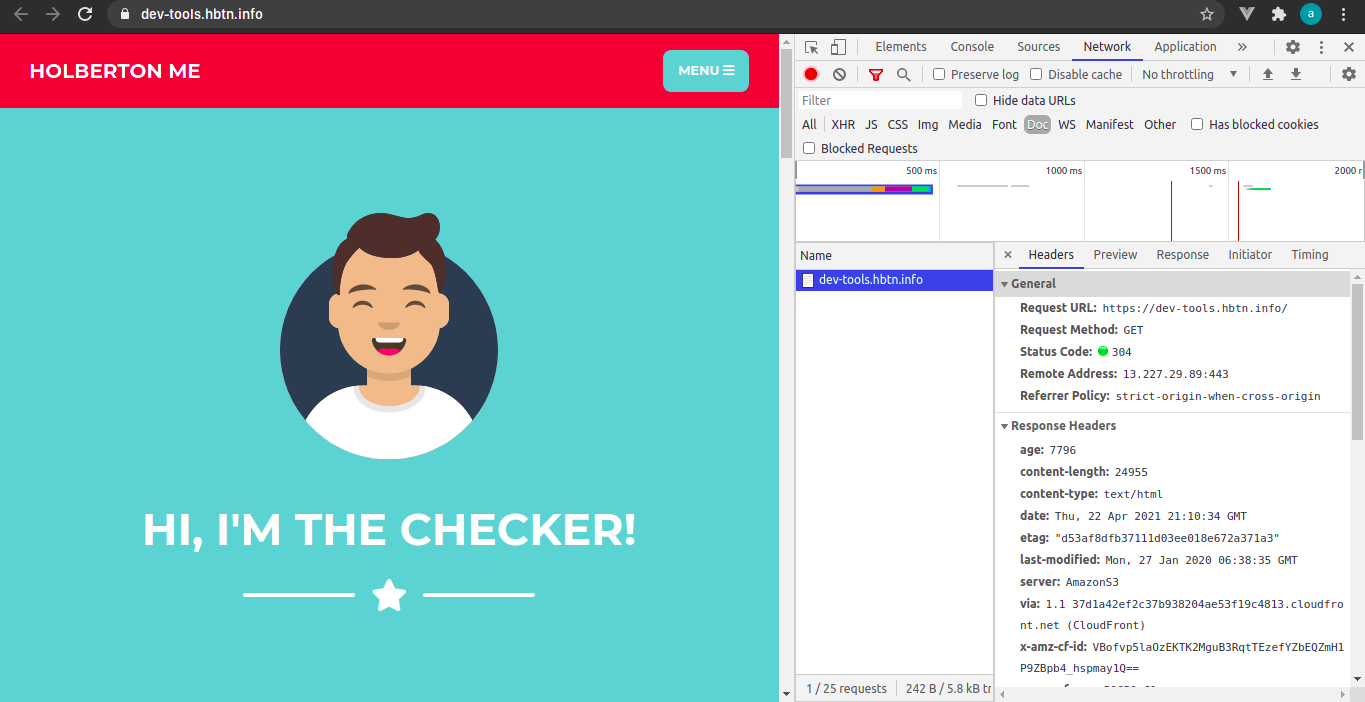 dev-tools.hbtn.info
a
HOLBERTON ME
MENU
HI, I'M THE CHECKER!
Elements Console Sources Network Application »
Preserve log Disable cache No throttling
Filter Hide data URLs
All XHR JS CSS Img Media Font Doc WS Manifest Other Has blocked cookies
Blocked Requests
500 ms 1000 ms 1500 ms 2000 r
Name
dev-tools.hbtn.info
1 / 25 requests 242 B / 5.8 kB tr
× Headers Preview Response Initiator Timing
General
Request URL: https://dev-tools.hbtn.info/
Request Method: GET
Status Code: 304
Remote Address: 13.227.29.89:443
Referrer Policy: strict-origin-when-cross-origin
Response Headers
age: 7796
content-length: 24955
content-type: text/html
date: Thu, 22 Apr 2021 21:10:34 GMT
etag: "d53af8dfb37111d03ee018e672a371a3"
last-modified: Mon, 27 Jan 2020 06:38:35 GMT
server: AmazonS3
via: 1.1 37d1a42ef2c37b938204ae53f19c4813.cloudfro
nt.net (CloudFront)
x-amz-cf-id: VBofvp5laOzEKTK2MguB3RqtTEzefYZbEQZmH1
P9ZBpb4_hspmay1Q==